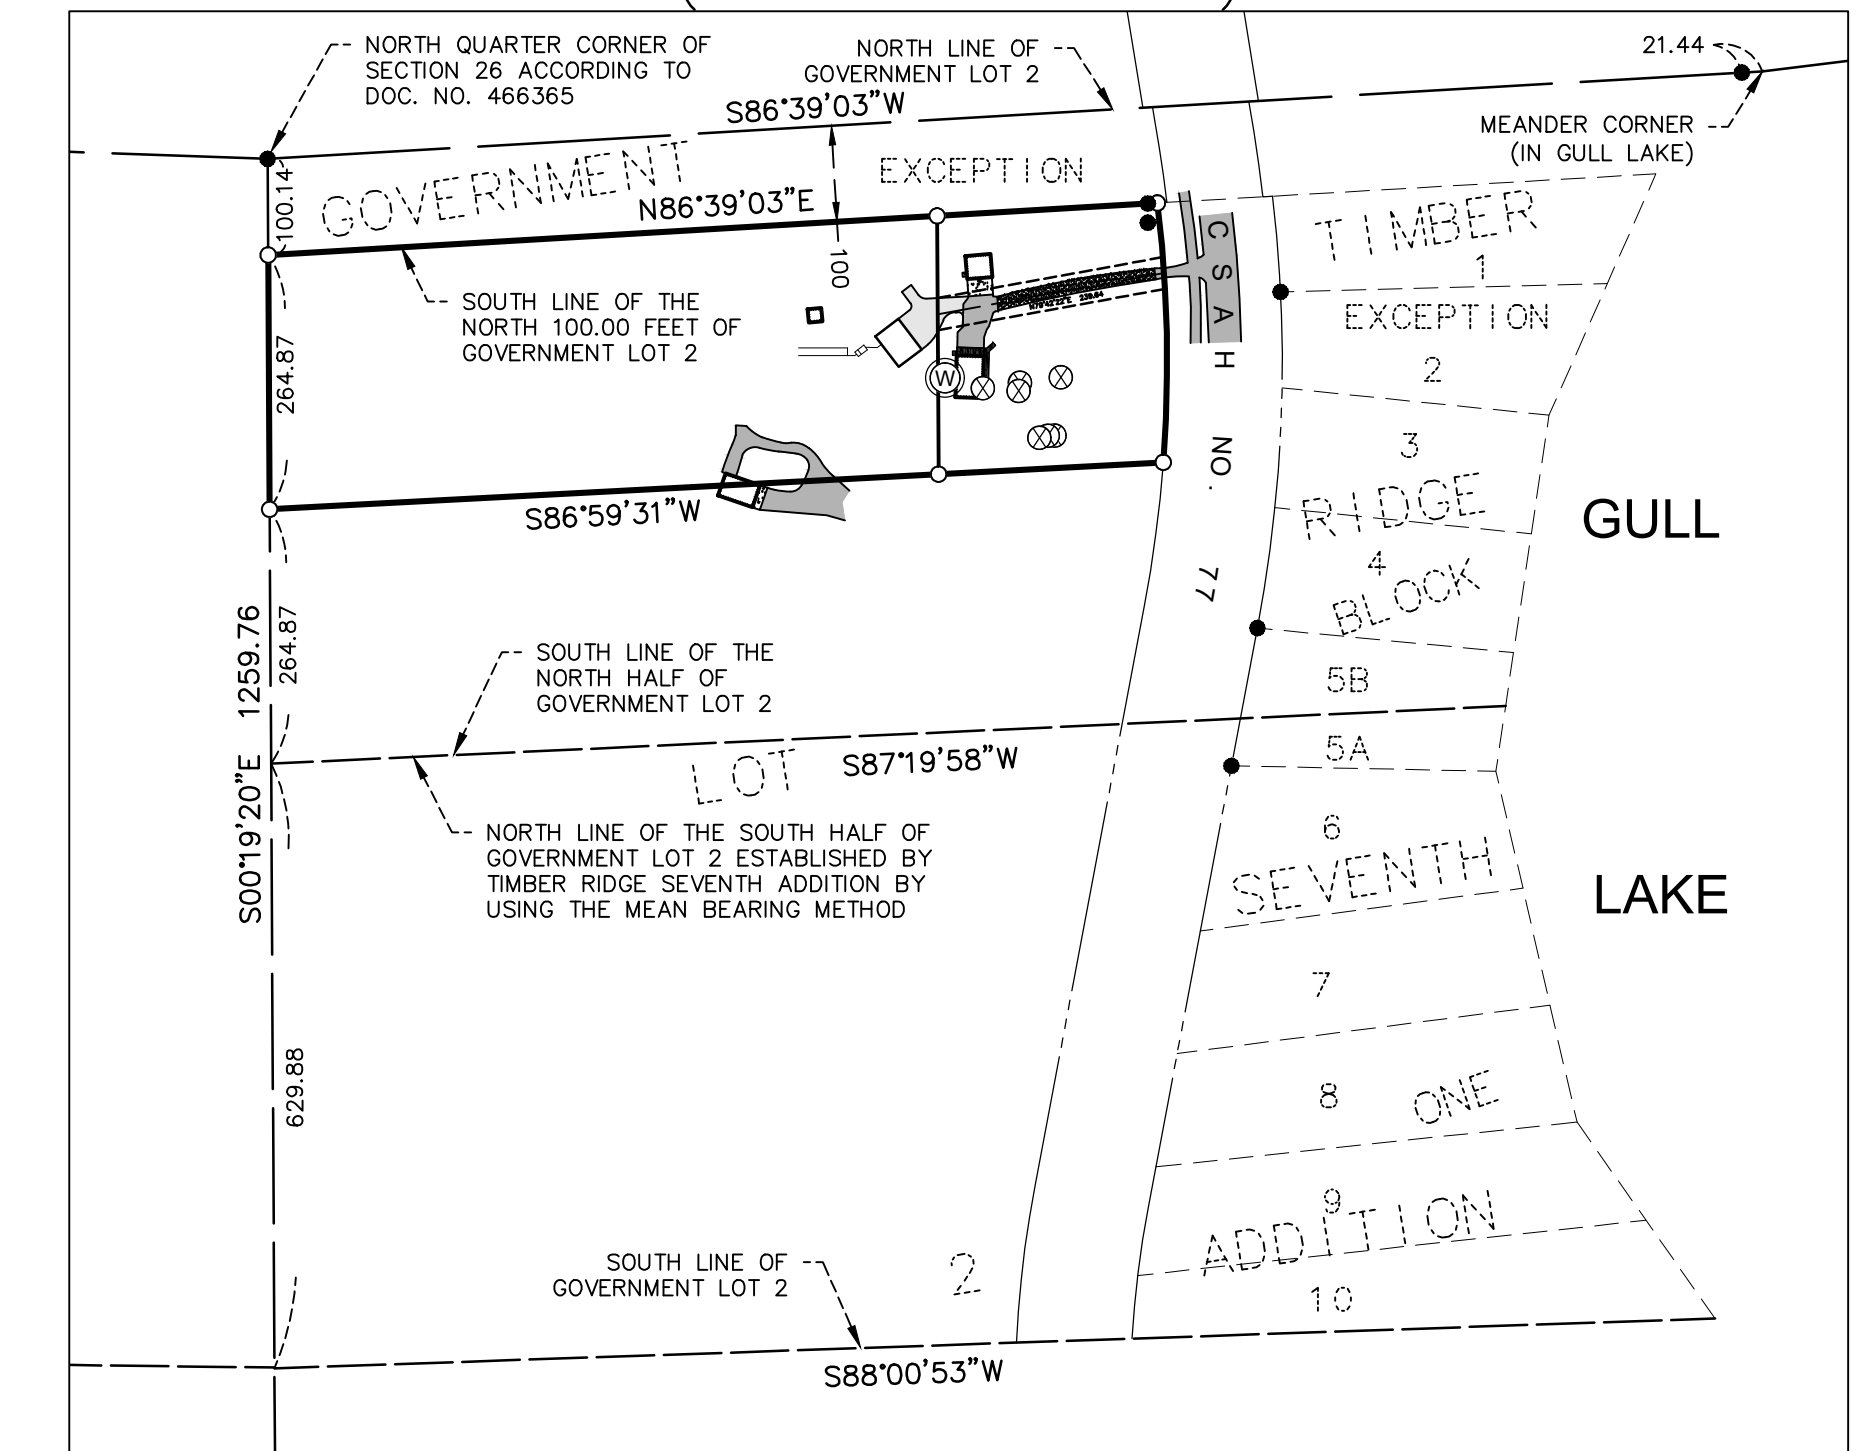 NORTH QUARTER CORNER OF
SECTION 26 ACCORDING TO
DOC. NO. 466365
NORTH LINE OF
GOVERNMENT LOT 2
21.44
S86°39'03"W
MEANDER CORNER
(IN GULL LAKE)
100.14
GOVERNMENT
EXCEPTION
N86°39'03"E
100
TIMBER
1
SOUTH LINE OF THE
NORTH 100.00 FEET OF
GOVERNMENT LOT 2
N78°42'22"E 239.64
C S A H NO. 77
EXCEPTION
2
264.87
W
3
S86°59'31"W
RIDGE
GULL
4
BLOCK
264.87
1259.76
S00°19'20"E
SOUTH LINE OF THE
NORTH HALF OF
GOVERNMENT LOT 2
5B
LOT
S87°19'58"W
5A
NORTH LINE OF THE SOUTH HALF OF
GOVERNMENT LOT 2 ESTABLISHED BY
TIMBER RIDGE SEVENTH ADDITION BY
USING THE MEAN BEARING METHOD
6
SEVENTH
LAKE
7
629.88
8
ONE
9
ADDITION
SOUTH LINE OF
GOVERNMENT LOT 2
2
10
S88°00'53"W